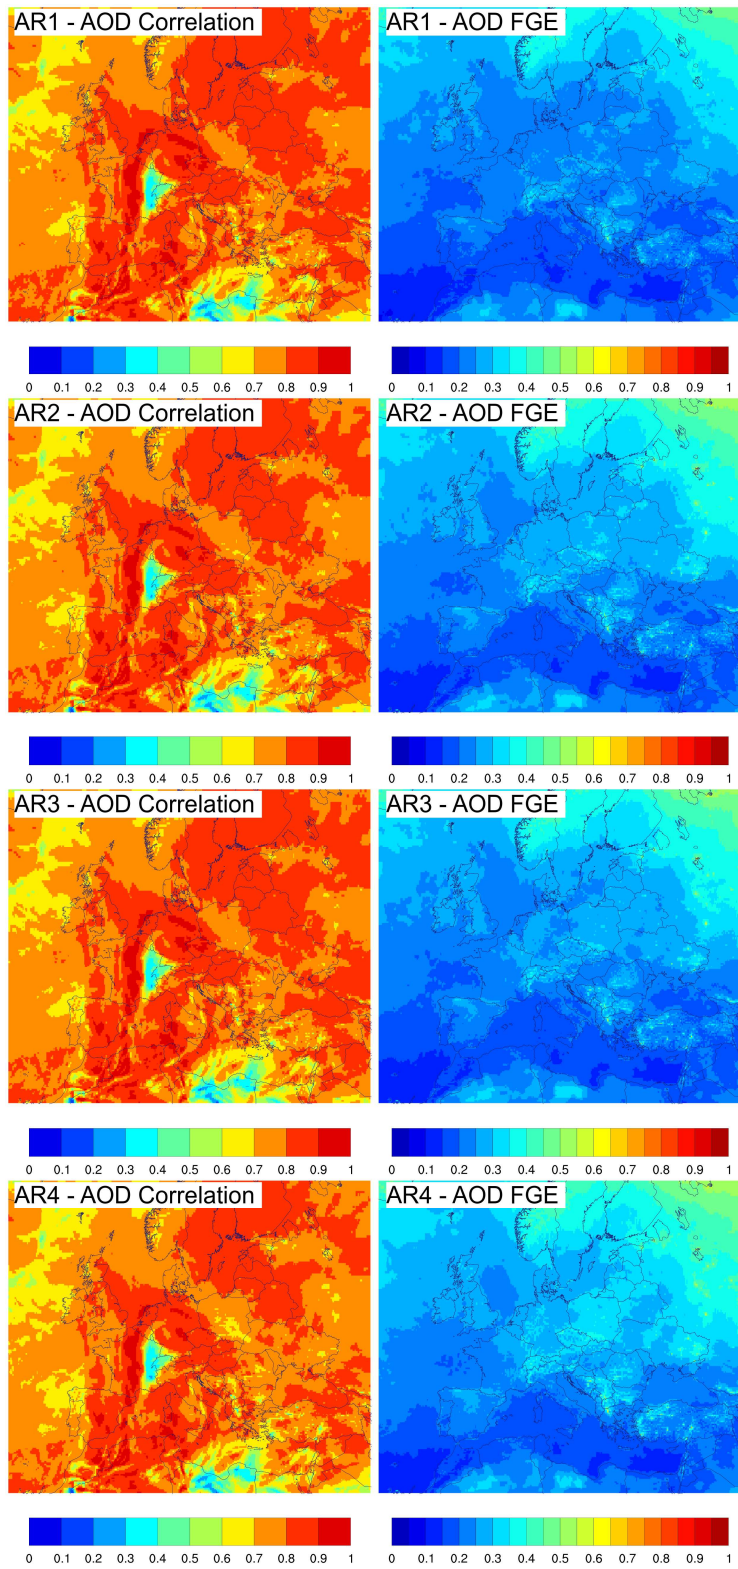 AR1 - AOD Correlation AR1 - AOD FGE
0 0.1 0.2 0.3 0.4 0.5 0.6 0.7 0.8 0.9 1 0 0.1 0.2 0.3 0.4 0.5 0.6 0.7 0.8 0.9 1
AR2 - AOD Correlation AR2 - AOD FGE
0 0.1 0.2 0.3 0.4 0.5 0.6 0.7 0.8 0.9 1 0 0.1 0.2 0.3 0.4 0.5 0.6 0.7 0.8 0.9 1
AR3 - AOD Correlation AR3 - AOD FGE
0 0.1 0.2 0.3 0.4 0.5 0.6 0.7 0.8 0.9 1 0 0.1 0.2 0.3 0.4 0.5 0.6 0.7 0.8 0.9 1
AR4 - AOD Correlation AR4 - AOD FGE
0 0.1 0.2 0.3 0.4 0.5 0.6 0.7 0.8 0.9 1 0 0.1 0.2 0.3 0.4 0.5 0.6 0.7 0.8 0.9 1